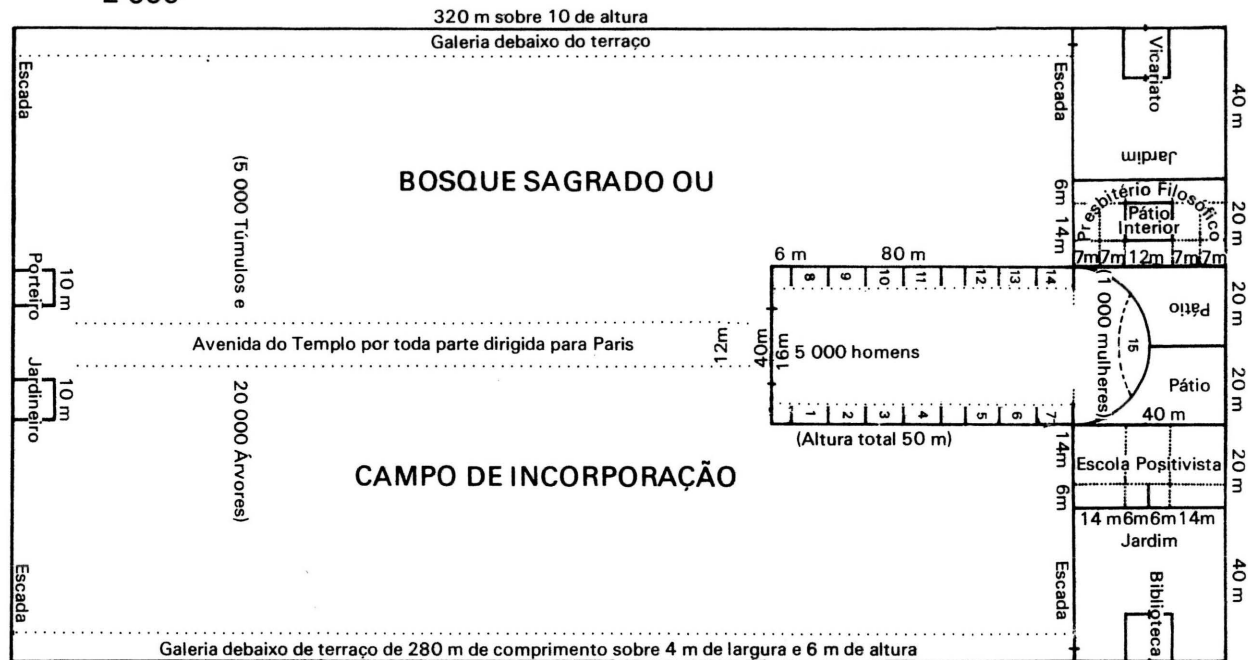 320 m sobre 10 de altura
Galeria debaixo do terraço
Escada
Escada
Vicariato
40 m
BOSQUE SAGRADO OU
Jardim
(5 000 Túmulos e
6m
14m
Presbitério Filosófico
Pátio
Interior
20 m
7m 7m 12m 7m 7m
Porteiro
10 m
6 m
80 m
8
9
10
11
12
13
14
(1 000 mulheres)
15
Pátio
20 m
Avenida do Templo por toda parte dirigida para Paris
12m
40m
16m
5 000 homens
Jardineiro
10 m
Pátio
20 m
40 m
1
2
3
4
5
6
7
(Altura total 50 m)
20 000 Árvores)
CAMPO DE INCORPORAÇÃO
14m
6m
Escola Positivista
20 m
14 m 6m 6m 14m
Jardim
Escada
Escada
Biblioteca
40 m
Galeria debaixo de terraço de 280 m de comprimento sobre 4 m de largura e 6 m de altura